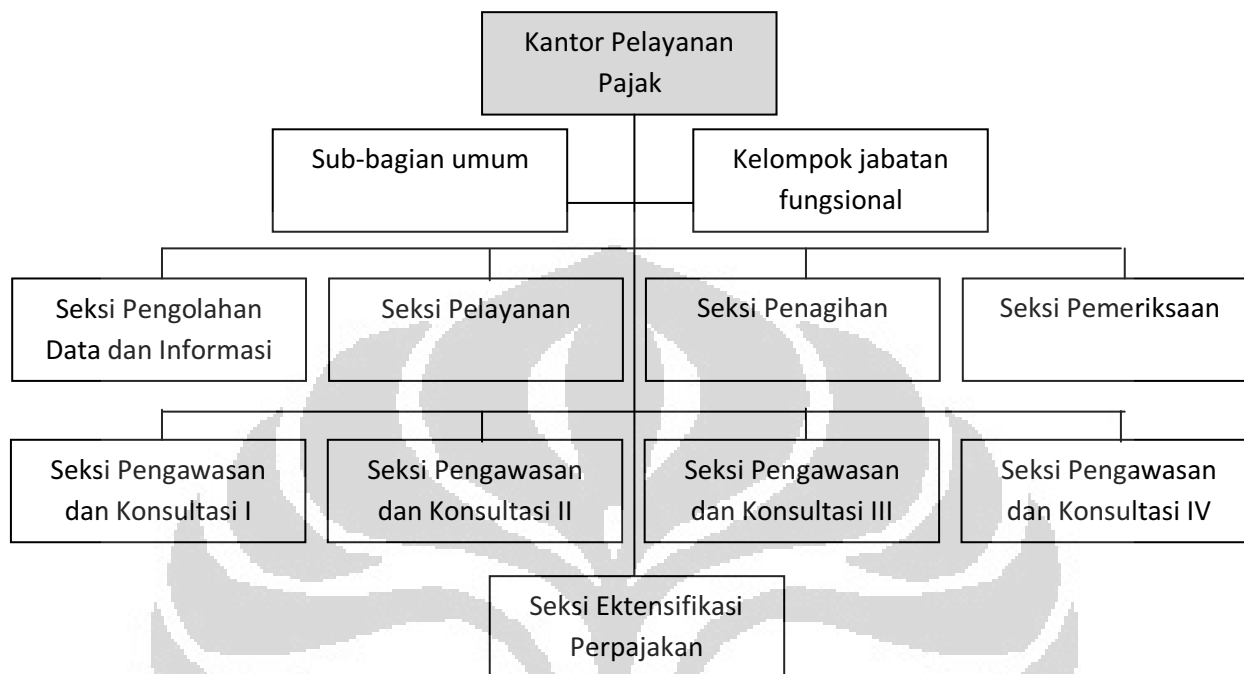 Kantor Pelayanan
Pajak
Sub-bagian umum
Kelompok jabatan
fungsional
Seksi Pengolahan
Data dan Informasi
Seksi Pelayanan
Seksi Penagihan
Seksi Pemeriksaan
Seksi Pengawasan
dan Konsultasi I
Seksi Pengawasan
dan Konsultasi II
Seksi Pengawasan
dan Konsultasi III
Seksi Pengawasan
dan Konsultasi IV
Seksi Ektensifikasi
Perpajakan